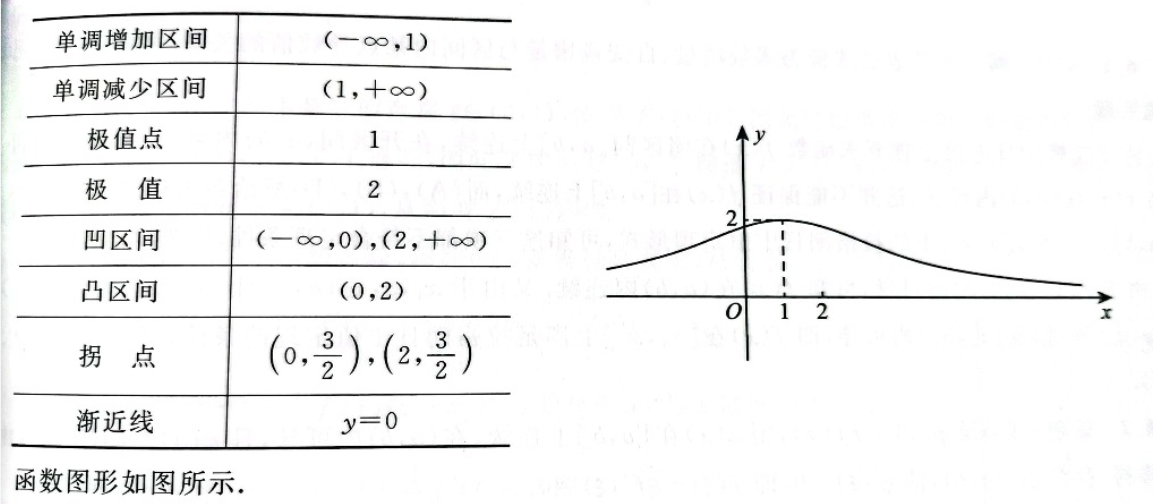 单调增加区间 (－∞,1)
单调减少区间 (1,＋∞)
极值点 1
极 值 2
凹区间 (－∞,0),(2,＋∞)
凸区间 (0,2)
拐 点 (0,3/2),(2,3/2)
渐近线 y=0
函数图形如图所示.
y
2
O 1 2 x